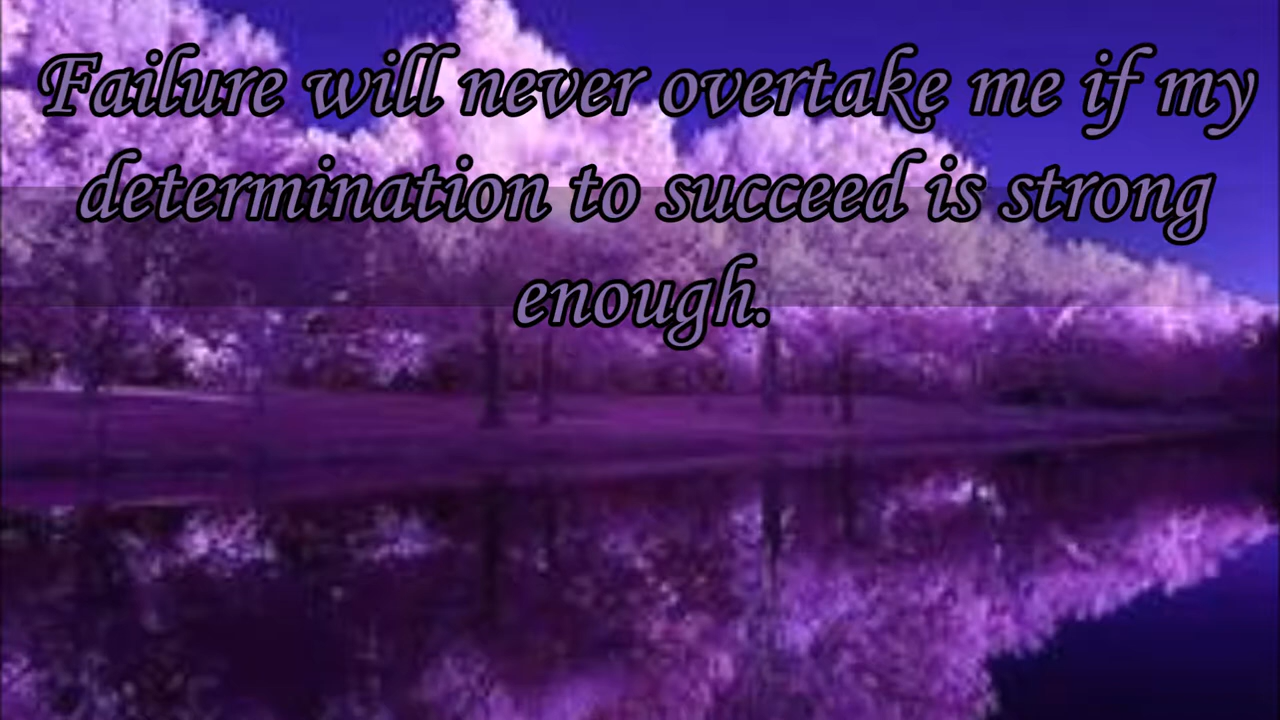 Failure will never overtake me if my
determination to succeed is strong
enough.